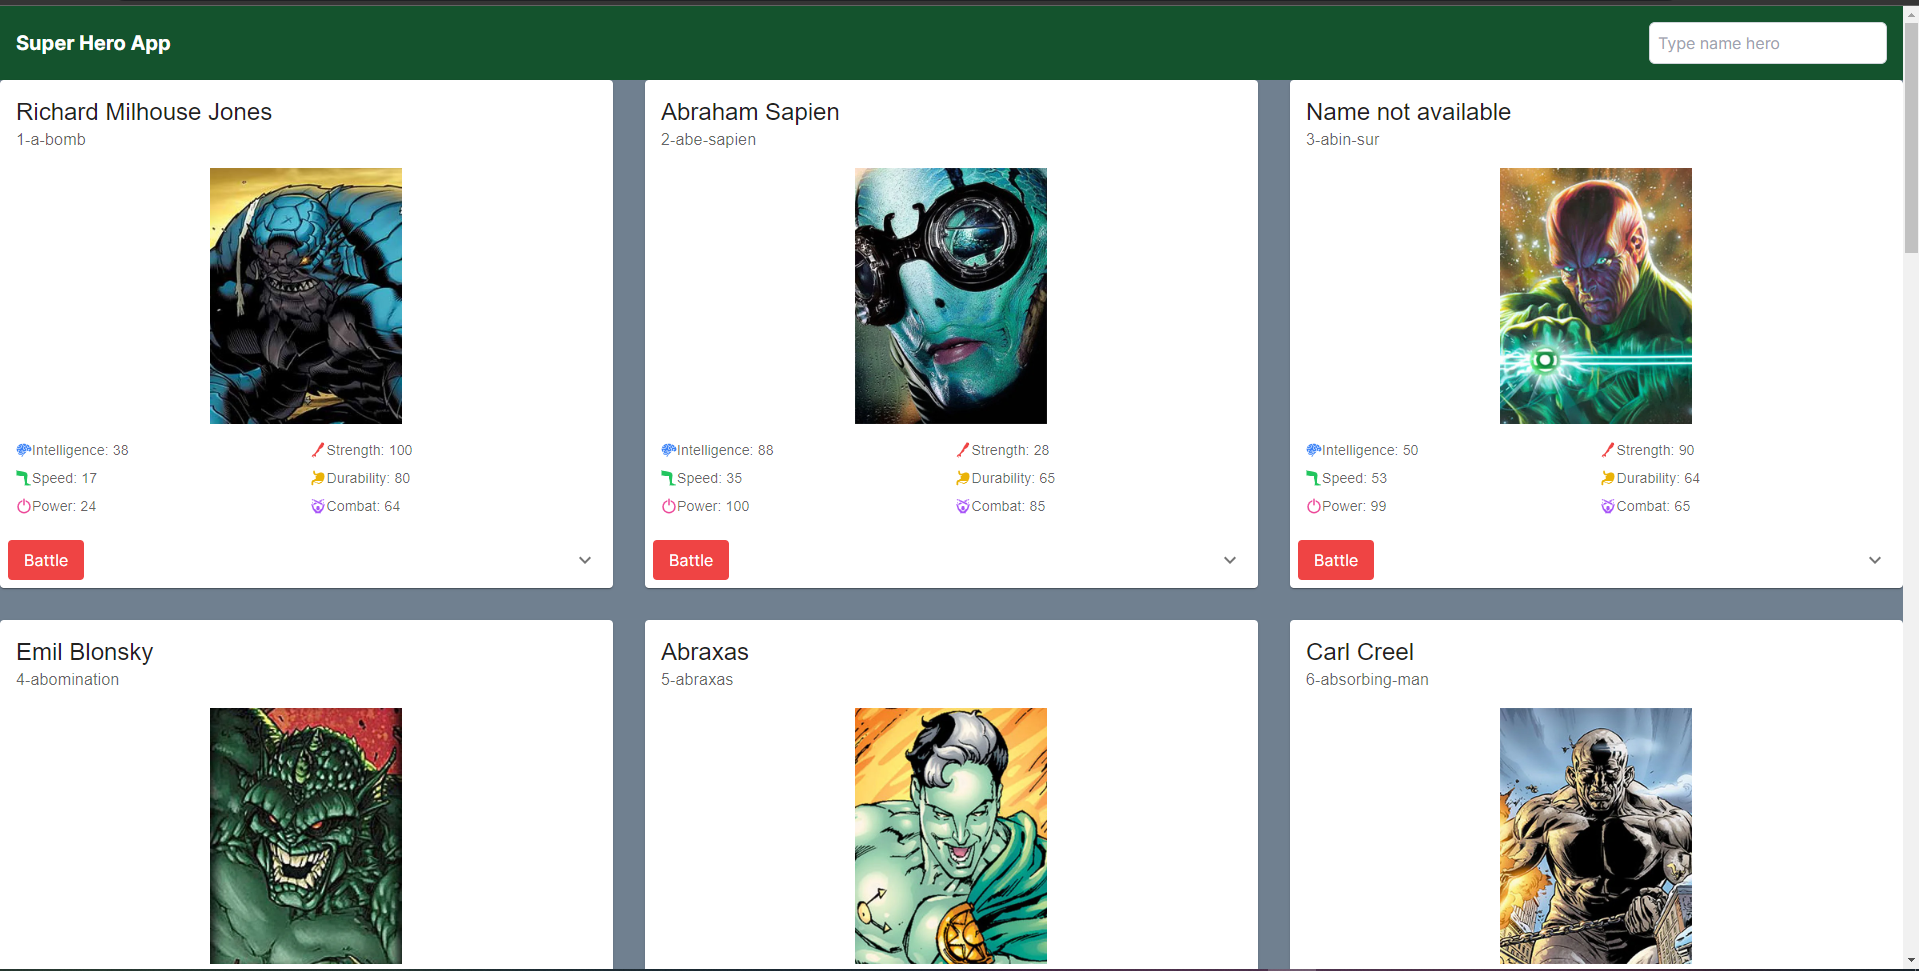 Super Hero App
Type name hero
Richard Milhouse Jones
1-a-bomb
Intelligence: 38
Strength: 100
Speed: 17
Durability: 80
Power: 24
Combat: 64
Battle
Abraham Sapien
2-abe-sapien
Intelligence: 88
Strength: 28
Speed: 35
Durability: 65
Power: 100
Combat: 85
Battle
Name not available
3-abin-sur
Intelligence: 50
Strength: 90
Speed: 53
Durability: 64
Power: 99
Combat: 65
Battle
Emil Blonsky
4-abomination
Abraxas
5-abraxas
Carl Creel
6-absorbing-man